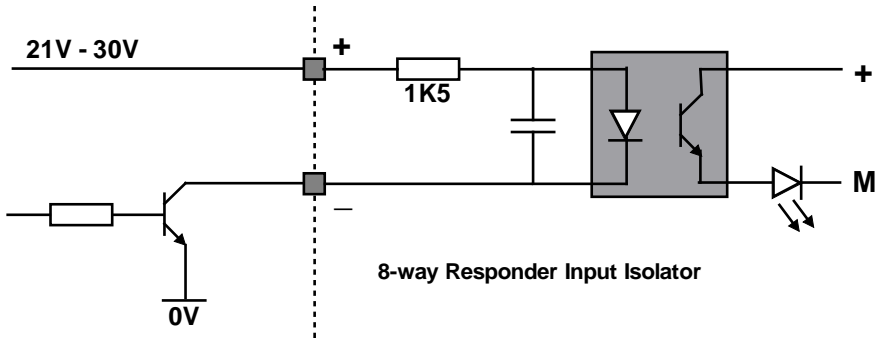 21V - 30V
+
1K5
+
M
–
8-way Responder Input Isolator
0V